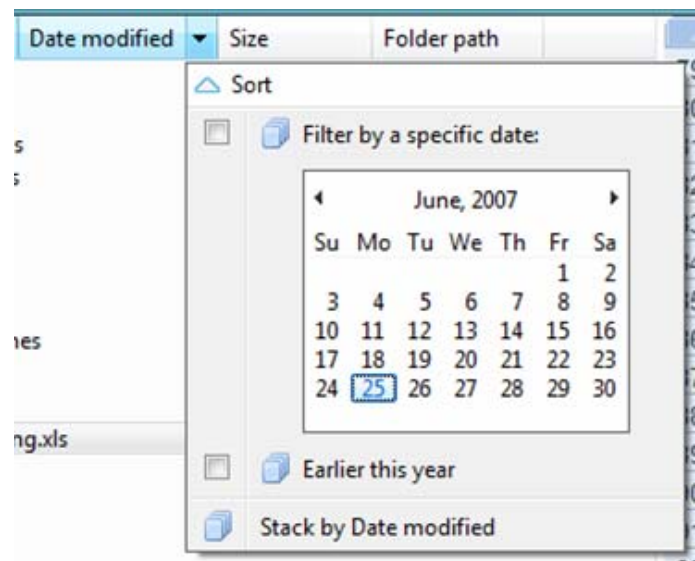 Date modified Size Folder path
Sort
Filter by a specific date:
June, 2007
Su Mo Tu We Th Fr Sa
1 2
3 4 5 6 7 8 9
10 11 12 13 14 15 16
17 18 19 20 21 22 23
24 25 26 27 28 29 30
ng.xls
Earlier this year
Stack by Date modified